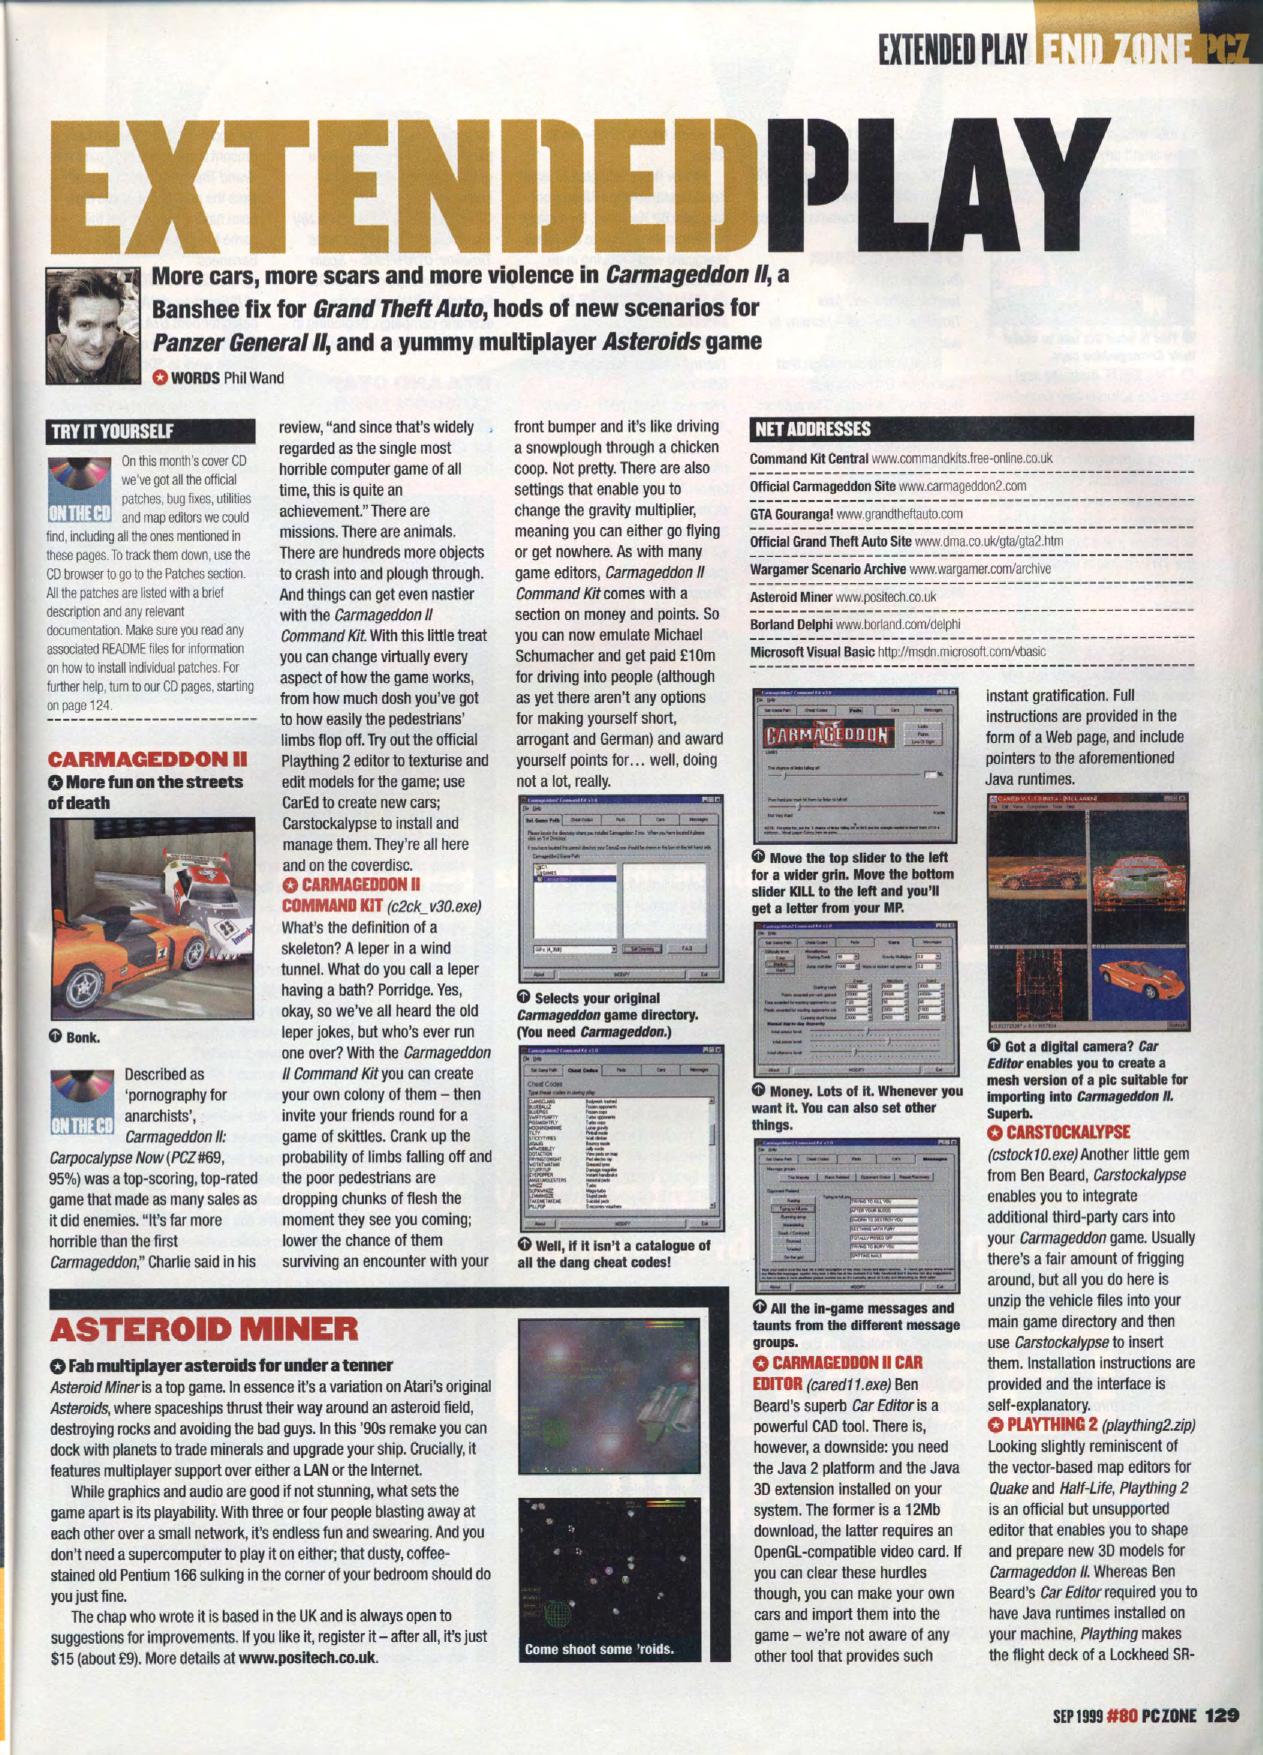 EXTENDED PLAY END ZONE PCZ
EXTENDEDPLAY
More cars, more scars and more violence in Carmageddon II, a
Banshee fix for Grand Theft Auto, hods of new scenarios for
Panzer General II, and a yummy multiplayer Asteroids game
WORDS Phil Wand
TRY IT YOURSELF
ON THE CD
On this month's cover CD
we've got all the official
patches, bug fixes, utilities
and map editors we could
find, including all the ones mentioned in
these pages. To track them down, use the
CD browser to go to the Patches section.
All the patches are listed with a brief
description and any relevant
documentation. Make sure you read any
associated README files for information
on how to install individual patches. For
further help, turn to our CD pages, starting
on page 124.
CARMAGEDDON II
More fun on the streets
of death
Bonk.
ON THE CD
Described as
'pornography for
anarchists',
Carmageddon II:
Carpocalypse Now (PCZ #69,
95%) was a top-scoring, top-rated
game that made as many sales as
it did enemies. "It's far more
horrible than the first
Carmageddon," Charlie said in his
review, "and since that's widely
regarded as the single most
horrible computer game of all
time, this is quite an
achievement." There are
missions. There are animals.
There are hundreds more objects
to crash into and plough through.
And things can get even nastier
with the Carmageddon II
Command Kit. With this little treat
you can change virtually every
aspect of how the game works,
from how much dosh you've got
to how easily the pedestrians'
limbs flop off. Try out the official
Plaything 2 editor to texturise and
edit models for the game; use
CarEd to create new cars;
Carstockalypse to install and
manage them. They're all here
and on the coverdisc.
CARMAGEDDON II
COMMAND KIT (c2ck_v30.exe)
What's the definition of a
skeleton? A leper in a wind
tunnel. What do you call a leper
having a bath? Porridge. Yes,
okay, so we've all heard the old
leper jokes, but who's ever run
one over? With the Carmageddon
II Command Kit you can create
your own colony of them – then
invite your friends round for a
game of skittles. Crank up the
probability of limbs falling off and
the poor pedestrians are
dropping chunks of flesh the
moment they see you coming;
lower the chance of them
surviving an encounter with your
front bumper and it's like driving
a snowplough through a chicken
coop. Not pretty. There are also
settings that enable you to
change the gravity multiplier,
meaning you can either go flying
or get nowhere. As with many
game editors, Carmageddon II
Command Kit comes with a
section on money and points. So
you can now emulate Michael
Schumacher and get paid £10m
for driving into people (although
as yet there aren't any options
for making yourself short,
arrogant and German) and award
yourself points for... well, doing
not a lot, really.
Selects your original
Carmageddon game directory.
(You need Carmageddon.)
Cheat Codes
Well, if it isn't a catalogue of
all the dang cheat codes!
NET ADDRESSES
Command Kit Central www.commandkits.free-online.co.uk
Official Carmageddon Site www.carmageddon2.com
GTA Gouranga! www.grandtheftauto.com
Official Grand Theft Auto Site www.dma.co.uk/gta/gta2.htm
Wargamer Scenario Archive www.wargamer.com/archive
Asteroid Miner www.positech.co.uk
Borland Delphi www.borland.com/delphi
Microsoft Visual Basic http://msdn.microsoft.com/vbasic
CARMAGEDDON
Move the top slider to the left
for a wider grin. Move the bottom
slider KILL to the left and you'll
get a letter from your MP.
Money. Lots of it. Whenever you
want it. You can also set other
things.
All the in-game messages and
taunts from the different message
groups.
CARMAGEDDON II CAR
EDITOR (cared11.exe) Ben
Beard's superb Car Editor is a
powerful CAD tool. There is,
however, a downside: you need
the Java 2 platform and the Java
3D extension installed on your
system. The former is a 12Mb
download, the latter requires an
OpenGL-compatible video card. If
you can clear these hurdles
though, you can make your own
cars and import them into the
game – we're not aware of any
other tool that provides such
instant gratification. Full
instructions are provided in the
form of a Web page, and include
pointers to the aforementioned
Java runtimes.
Got a digital camera? Car
Editor enables you to create a
mesh version of a pic suitable for
importing into Carmageddon II.
Superb.
CARSTOCKALYPSE
(cstock10.exe) Another little gem
from Ben Beard, Carstockalypse
enables you to integrate
additional third-party cars into
your Carmageddon game. Usually
there's a fair amount of frigging
around, but all you do here is
unzip the vehicle files into your
main game directory and then
use Carstockalypse to insert
them. Installation instructions are
provided and the interface is
self-explanatory.
PLAYTHING 2 (plaything2.zip)
Looking slightly reminiscent of
the vector-based map editors for
Quake and Half-Life, Plaything 2
is an official but unsupported
editor that enables you to shape
and prepare new 3D models for
Carmageddon II. Whereas Ben
Beard's Car Editor required you to
have Java runtimes installed on
your machine, Plaything makes
the flight deck of a Lockheed SR-
ASTEROID MINER
Fab multiplayer asteroids for under a tenner
Asteroid Miner is a top game. In essence it's a variation on Atari's original
Asteroids, where spaceships thrust their way around an asteroid field,
destroying rocks and avoiding the bad guys. In this '90s remake you can
dock with planets to trade minerals and upgrade your ship. Crucially, it
features multiplayer support over either a LAN or the Internet.
While graphics and audio are good if not stunning, what sets the
game apart is its playability. With three or four people blasting away at
each other over a small network, it's endless fun and swearing. And you
don't need a supercomputer to play it on either; that dusty, coffee-
stained old Pentium 166 sulking in the corner of your bedroom should do
you just fine.
The chap who wrote it is based in the UK and is always open to
suggestions for improvements. If you like it, register it – after all, it's just
$15 (about £9). More details at www.positech.co.uk.
Come shoot some 'roids.
SEP 1999 #80 PC ZONE 129